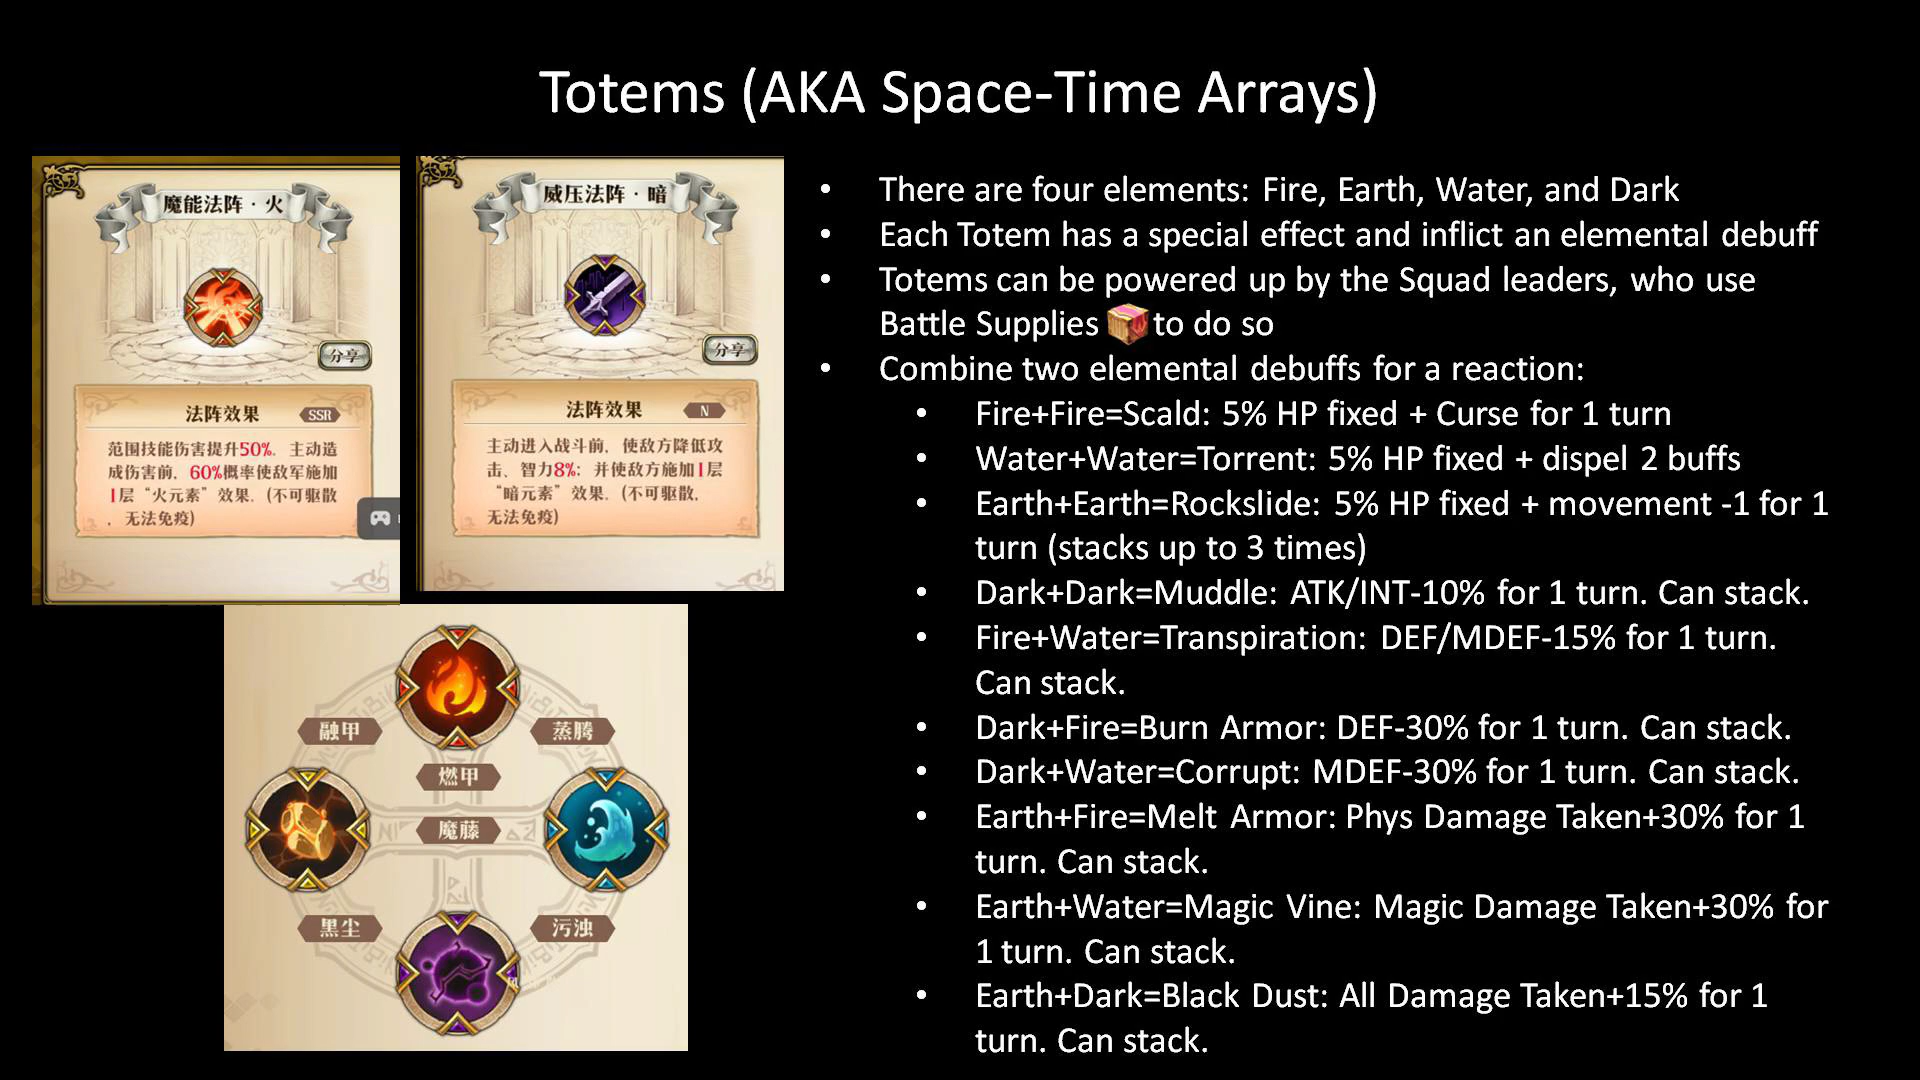 Totems (AKA Space-Time Arrays)
魔能法阵 · 火
分享
法阵效果 SSR
范围技能伤害提升50%. 主动造
成伤害前, 60%概率使敌军施加
1层“火元素”效果. (不可驱散
, 无法免疫)
威压法阵 · 暗
分享
法阵效果 N
主动进入战斗前, 使敌方降低攻
击、智力8%; 并使敌方施加1层
“暗元素”效果. (不可驱散,
无法免疫)
融甲
蒸腾
燃甲
魔藤
黑尘
污浊
• There are four elements: Fire, Earth, Water, and Dark
• Each Totem has a special effect and inflict an elemental debuff
• Totems can be powered up by the Squad leaders, who use
Battle Supplies to do so
• Combine two elemental debuffs for a reaction:
• Fire+Fire=Scald: 5% HP fixed + Curse for 1 turn
• Water+Water=Torrent: 5% HP fixed + dispel 2 buffs
• Earth+Earth=Rockslide: 5% HP fixed + movement -1 for 1
turn (stacks up to 3 times)
• Dark+Dark=Muddle: ATK/INT-10% for 1 turn. Can stack.
• Fire+Water=Transpiration: DEF/MDEF-15% for 1 turn.
Can stack.
• Dark+Fire=Burn Armor: DEF-30% for 1 turn. Can stack.
• Dark+Water=Corrupt: MDEF-30% for 1 turn. Can stack.
• Earth+Fire=Melt Armor: Phys Damage Taken+30% for 1
turn. Can stack.
• Earth+Water=Magic Vine: Magic Damage Taken+30% for
1 turn. Can stack.
• Earth+Dark=Black Dust: All Damage Taken+15% for 1
turn. Can stack.